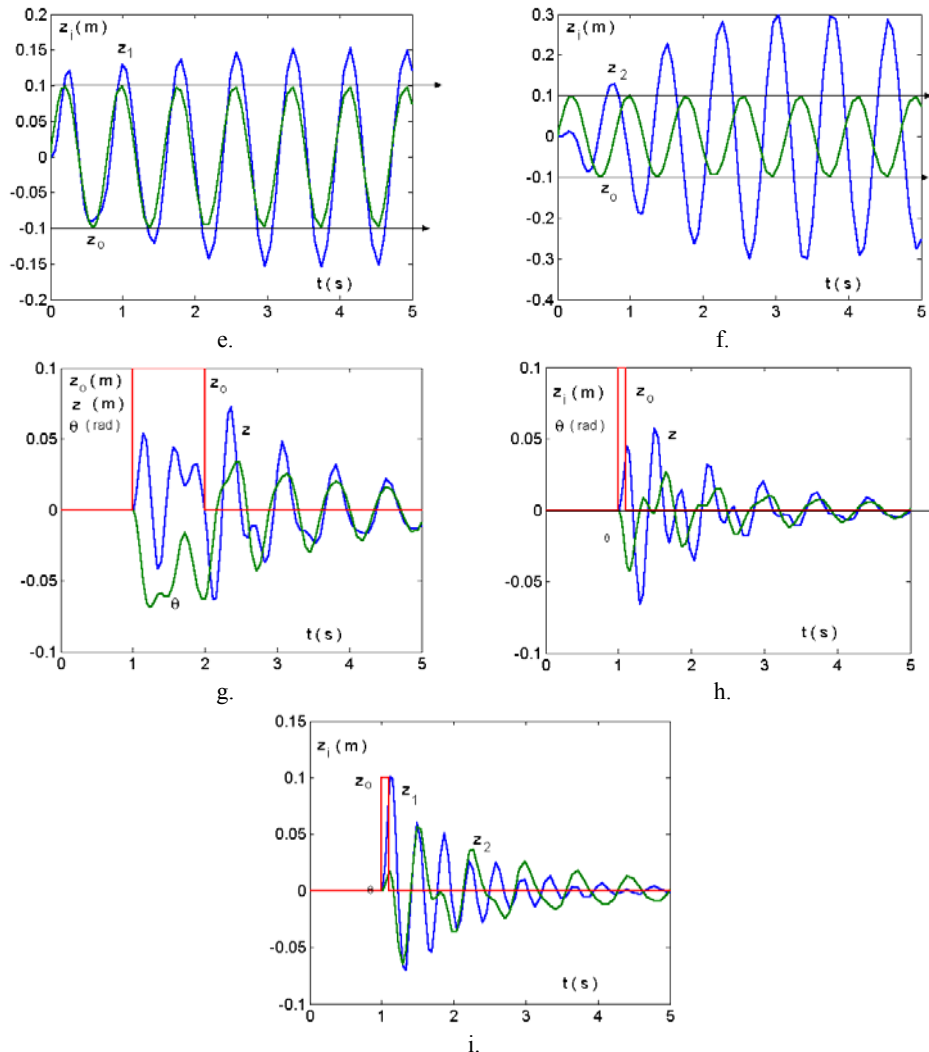 z_i (m)
z_1
z_o
t (s)
0.2
0.15
0.1
0.05
0
-0.05
-0.1
-0.15
-0.2
0 1 2 3 4 5
e.
z_i (m)
z_2
z_o
t (s)
0.3
0.2
0.1
0
-0.1
-0.2
-0.3
-0.4
0 1 2 3 4 5
f.
z_o (m)
z (m)
θ (rad)
z_o
z
θ
t (s)
0.1
0.05
0
-0.05
-0.1
0 1 2 3 4 5
g.
z_i (m)
θ (rad)
z_o
z
θ
t (s)
0.1
0.05
0
-0.05
-0.1
0 1 2 3 4 5
h.
z_i (m)
z_o
z_1
z_2
θ
t (s)
0.15
0.1
0.05
0
-0.05
-0.1
0 1 2 3 4 5
i.